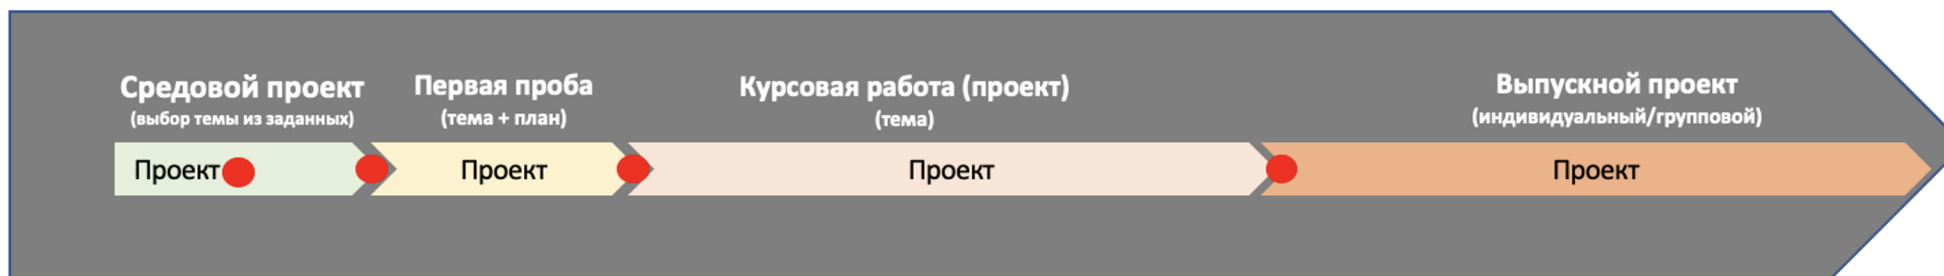 Средовой проект
(выбор темы из заданных)
Проект
Первая проба
(тема + план)
Проект
Курсовая работа (проект)
(тема)
Проект
Выпускной проект
(индивидуальный/групповой)
Проект